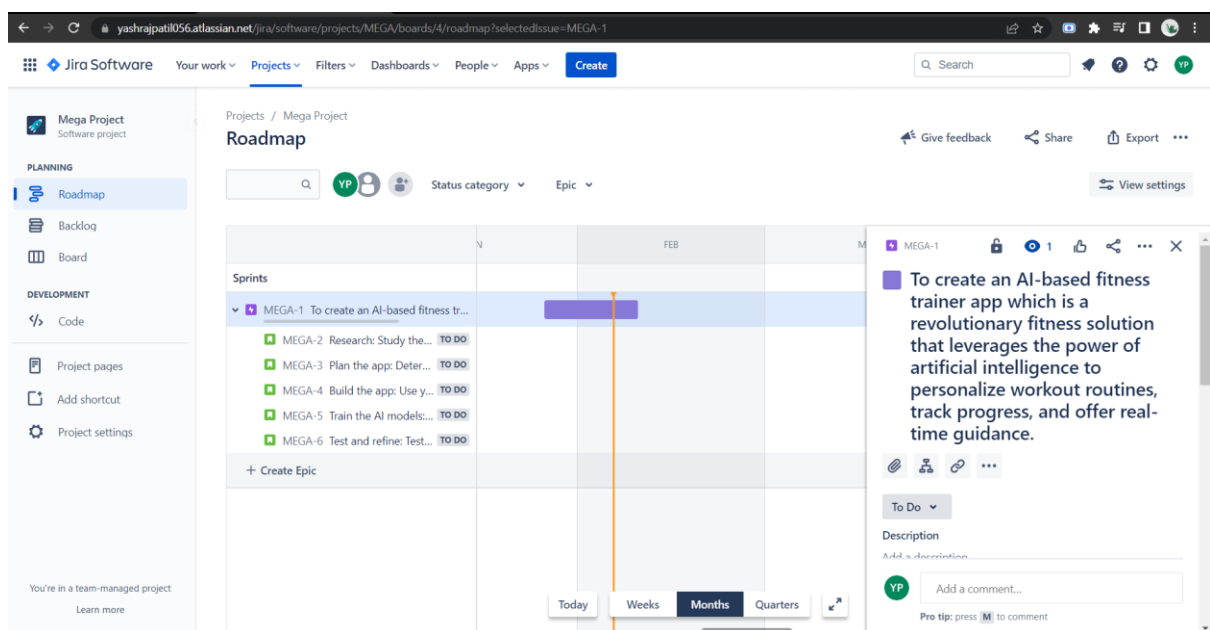 yashrajpatil056.atlassian.net/jira/software/projects/MEGA/boards/4/roadmap?selectedIssue=MEGA-1
Jira Software Your work Projects Filters Dashboards People Apps Create Search YP
Mega Project
Software project
PLANNING
Roadmap
Backlog
Board
DEVELOPMENT
Code
Project pages
Add shortcut
Project settings
You're in a team-managed project
Learn more
Projects / Mega Project
Roadmap
Give feedback Share Export
YP Status category Epic View settings
FEB
Sprints
MEGA-1 To create an AI-based fitness tr...
MEGA-2 Research: Study the... TO DO
MEGA-3 Plan the app: Deter... TO DO
MEGA-4 Build the app: Use y... TO DO
MEGA-5 Train the AI models:... TO DO
MEGA-6 Test and refine: Test... TO DO
+ Create Epic
Today Weeks Months Quarters
MEGA-1 1
To create an AI-based fitness
trainer app which is a
revolutionary fitness solution
that leverages the power of
artificial intelligence to
personalize workout routines,
track progress, and offer real-
time guidance.
To Do
Description
Add a description
YP Add a comment...
Pro tip: press M to comment